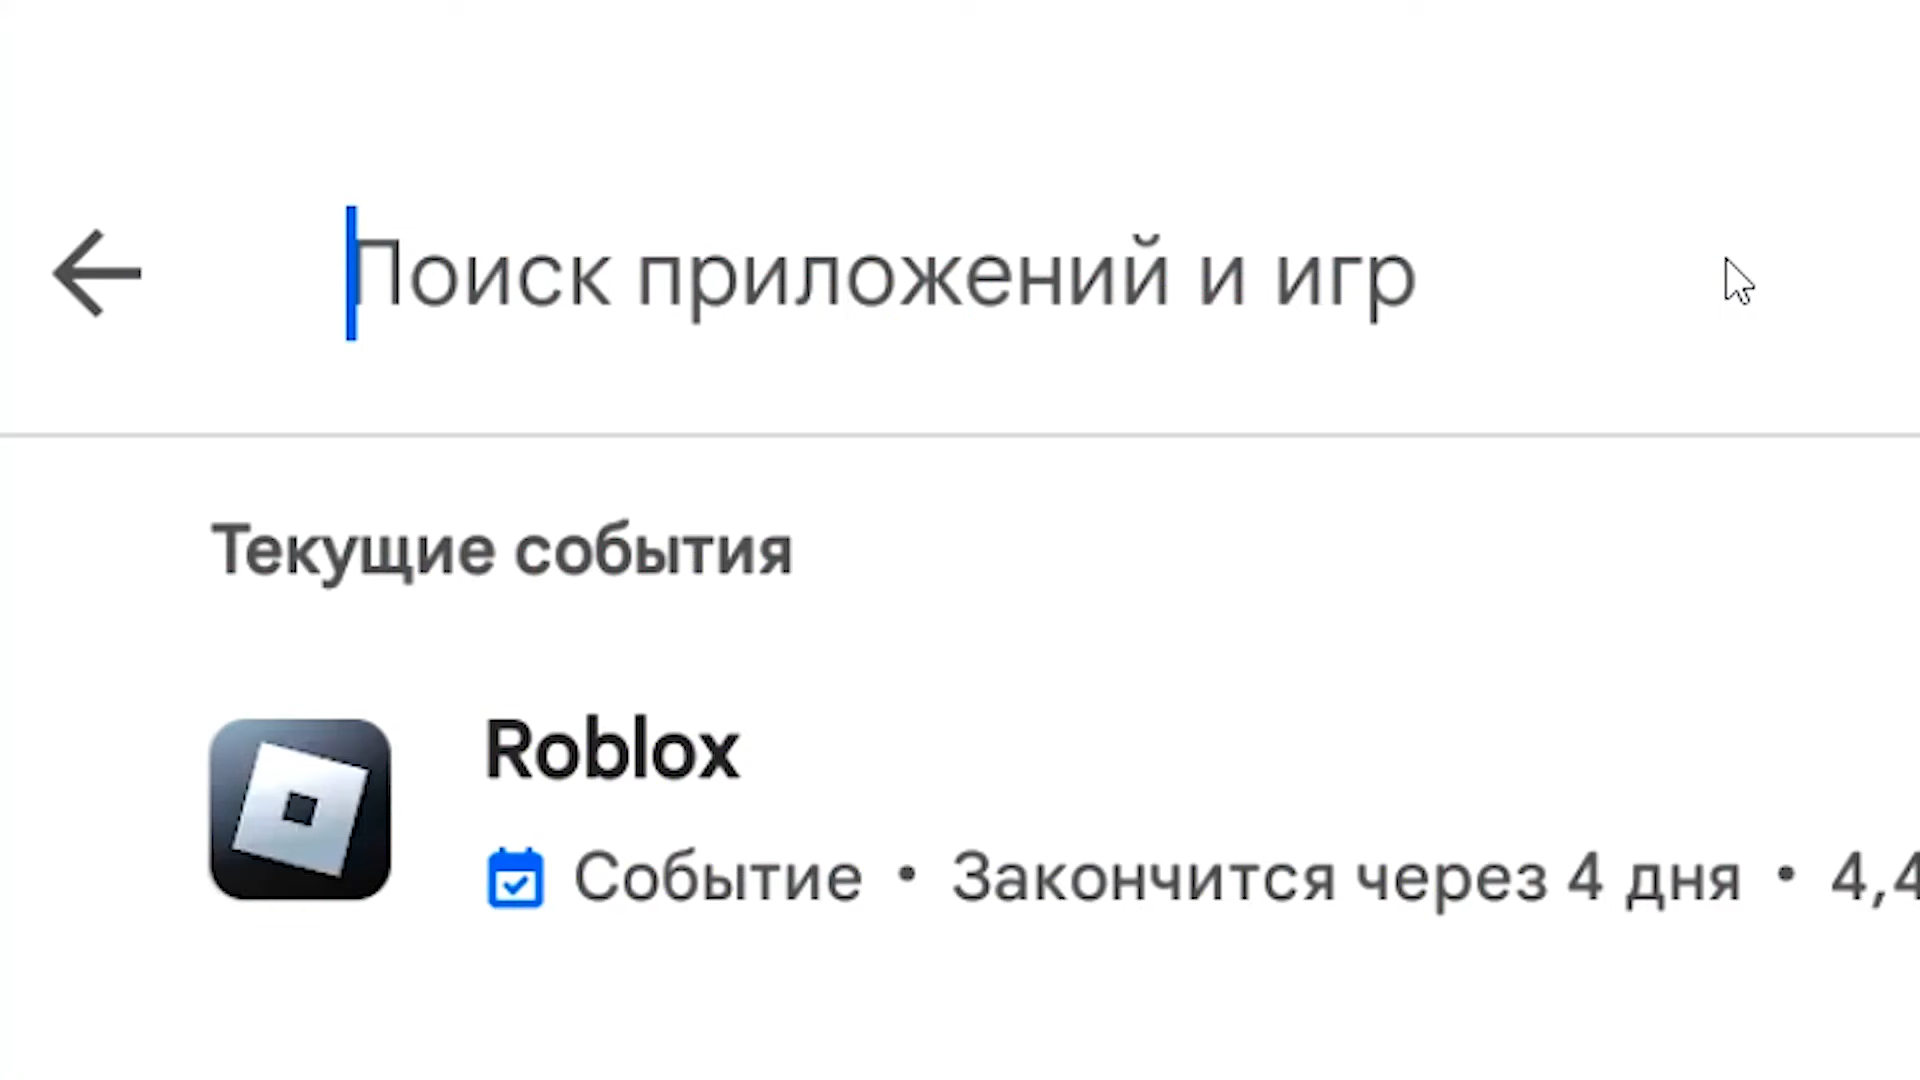 Поиск приложений и игр
Текущие события
Roblox
Событие • Закончится через 4 дня • 4,4